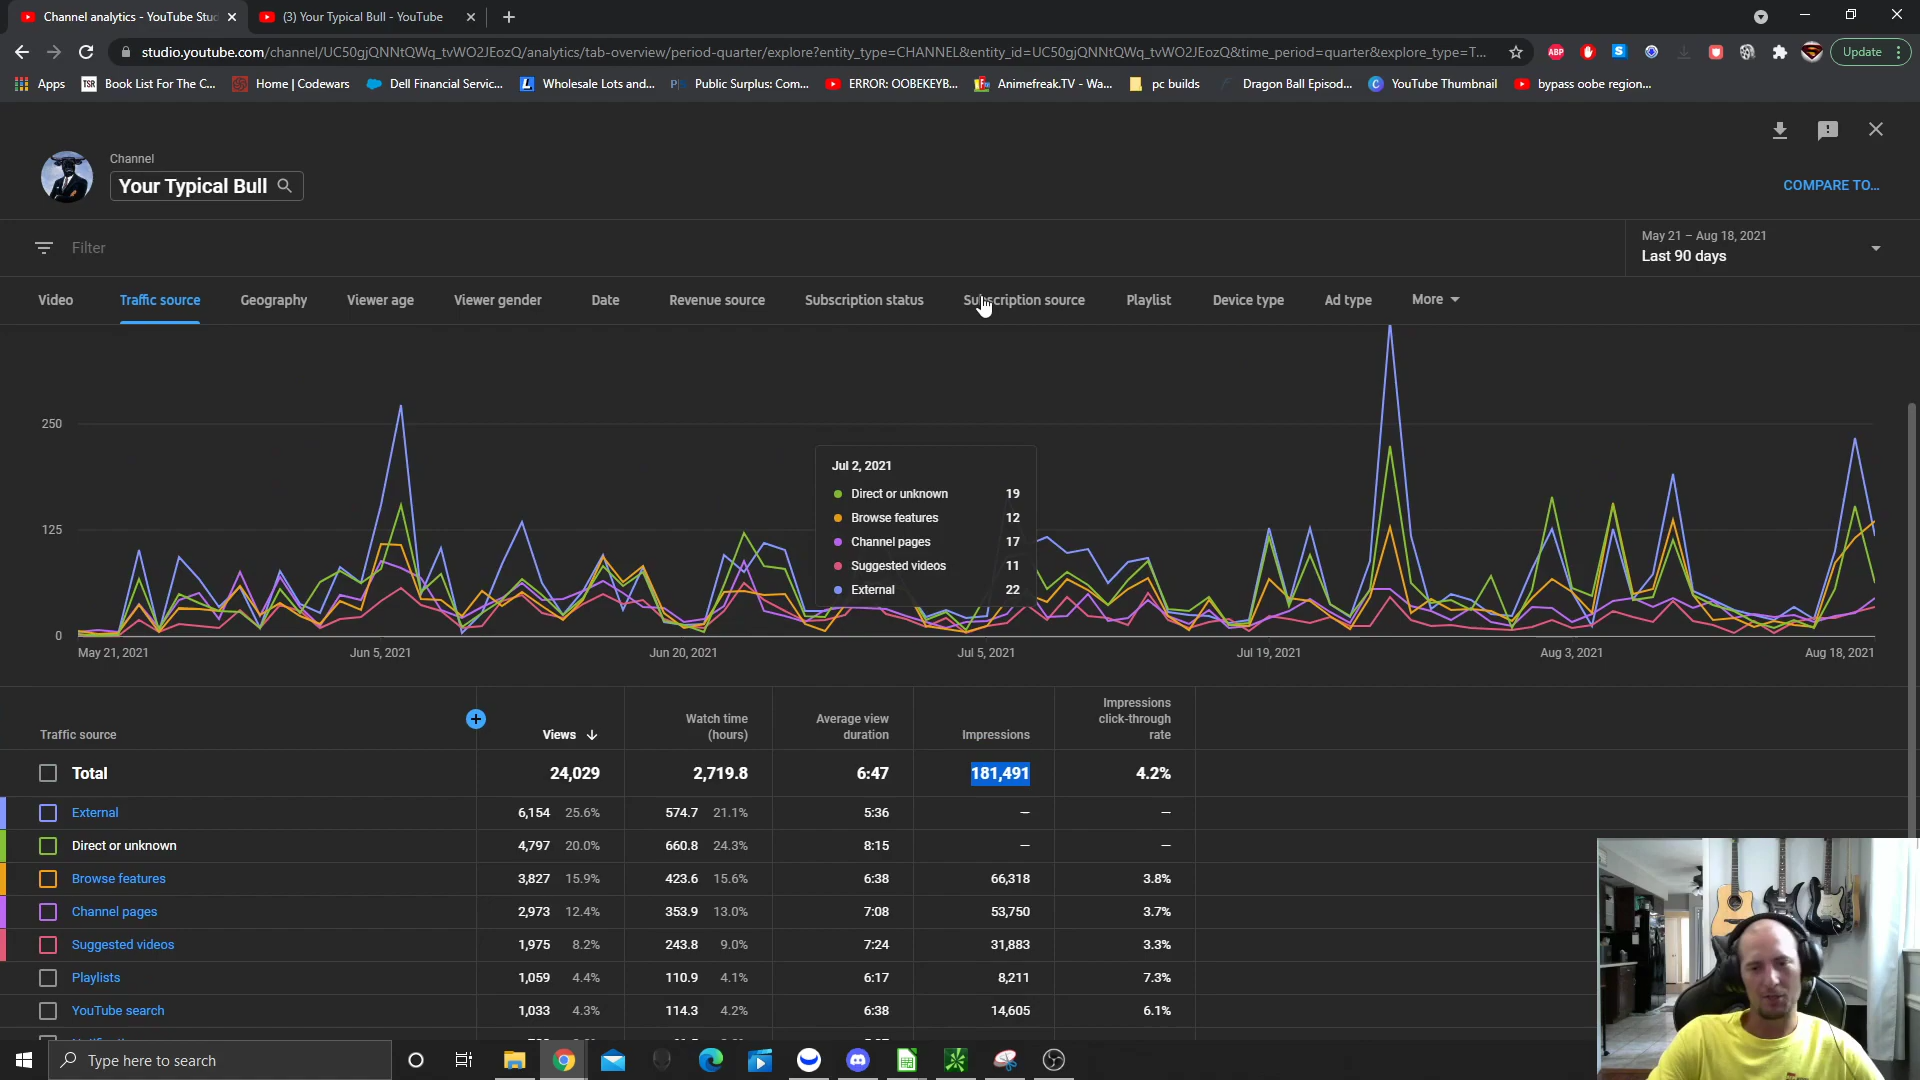 Channel analytics - YouTube Stu
(3) Your Typical Bull - YouTube
studio.youtube.com/channel/UC50gjQNNtQWq_tvWO2JEozQ/analytics/tab-overview/period-quarter/explore?entity_type=CHANNEL&entity_id=UC50gjQNNtQWq_tvWO2JEozQ&time_period=quarter&explore_type=T...
ABP
Update
Apps
TSR Book List For The C...
Home | Codewars
Dell Financial Servic...
Wholesale Lots and...
Public Surplus: Com...
ERROR: OOBEKEYB...
Animefreak.TV - Wa...
pc builds
Dragon Ball Episod...
YouTube Thumbnail
bypass oobe region...
Channel
Your Typical Bull
COMPARE TO...
Filter
May 21 – Aug 18, 2021
Last 90 days
Video Traffic source Geography Viewer age Viewer gender Date Revenue source Subscription status Subscription source Playlist Device type Ad type More
250
125
0
Jul 2, 2021
Direct or unknown 19
Browse features 12
Channel pages 17
Suggested videos 11
External 22
May 21, 2021 Jun 5, 2021 Jun 20, 2021 Jul 5, 2021 Jul 19, 2021 Aug 3, 2021 Aug 18, 2021
Traffic source
Views
Watch time
(hours)
Average view
duration
Impressions
Impressions
click-through
rate
Total 24,029 2,719.8 6:47 181,491 4.2%
External 6,154 25.6% 574.7 21.1% 5:36 — —
Direct or unknown 4,797 20.0% 660.8 24.3% 8:15 — —
Browse features 3,827 15.9% 423.6 15.6% 6:38 66,318 3.8%
Channel pages 2,973 12.4% 353.9 13.0% 7:08 53,750 3.7%
Suggested videos 1,975 8.2% 243.8 9.0% 7:24 31,883 3.3%
Playlists 1,059 4.4% 110.9 4.1% 6:17 8,211 7.3%
YouTube search 1,033 4.3% 114.3 4.2% 6:38 14,605 6.1%
Type here to search